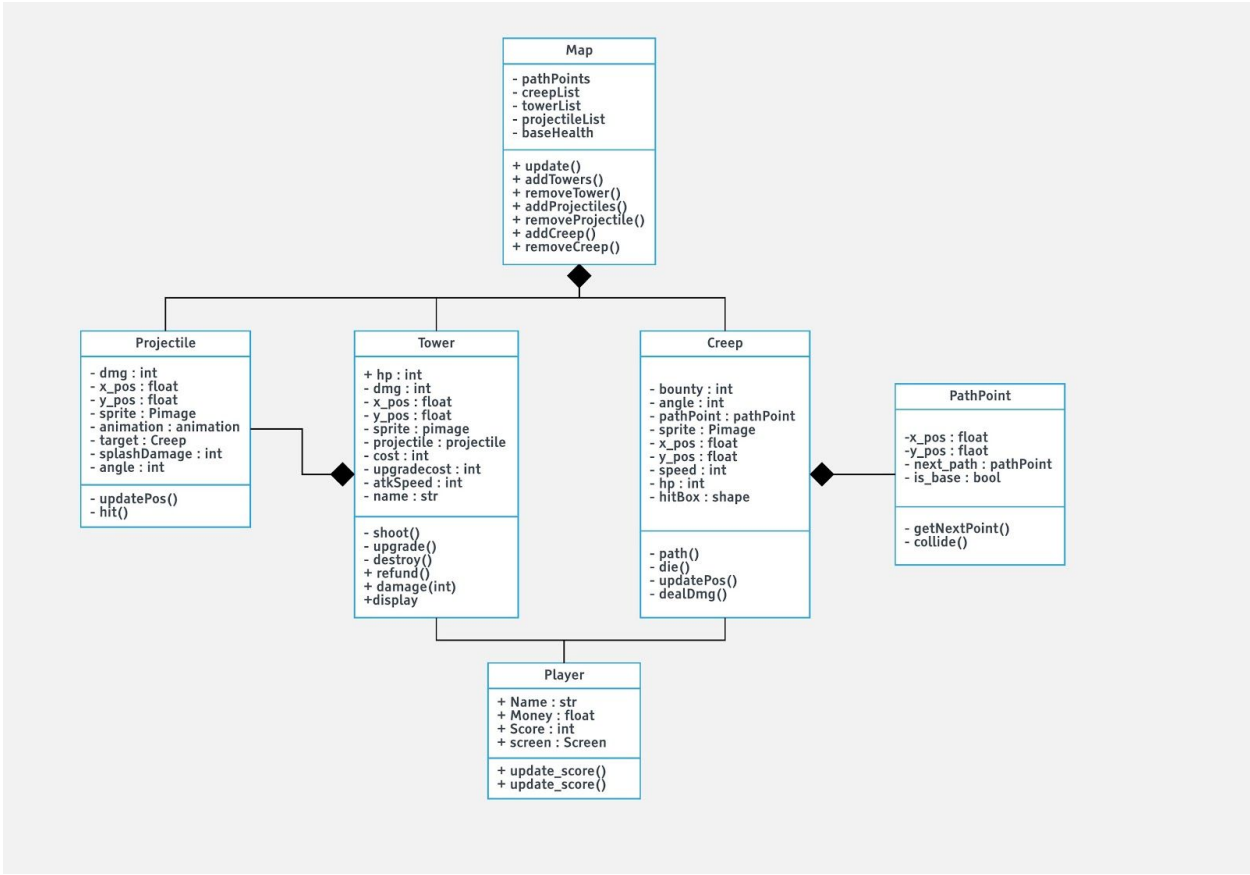 Map
- pathPoints
- creepList
- towerList
- projectileList
- baseHealth
+ update()
+ addTowers()
+ removeTower()
+ addProjectiles()
+ removeProjectile()
+ addCreep()
+ removeCreep()
Projectile
- dmg : int
- x_pos : float
- y_pos : float
- sprite : Pimage
- animation : animation
- target : Creep
- splashDamage : int
- angle : int
- updatePos()
- hit()
Tower
+ hp : int
- dmg : int
- x_pos : float
- y_pos : float
- sprite : pimage
- projectile : projectile
- cost : int
- upgradecost : int
- atkSpeed : int
- name : str
- shoot()
- upgrade()
- destroy()
+ refund()
+ damage(int)
+display
Creep
- bounty : int
- angle : int
- pathPoint : pathPoint
- sprite : Pimage
- x_pos : float
- y_pos : float
- speed : int
- hp : int
- hitBox : shape
- path()
- die()
- updatePos()
- dealDmg()
PathPoint
-x_pos : float
-y_pos : flaot
- next_path : pathPoint
- is_base : bool
- getNextPoint()
- collide()
Player
+ Name : str
+ Money : float
+ Score : int
+ screen : Screen
+ update_score()
+ update_score()